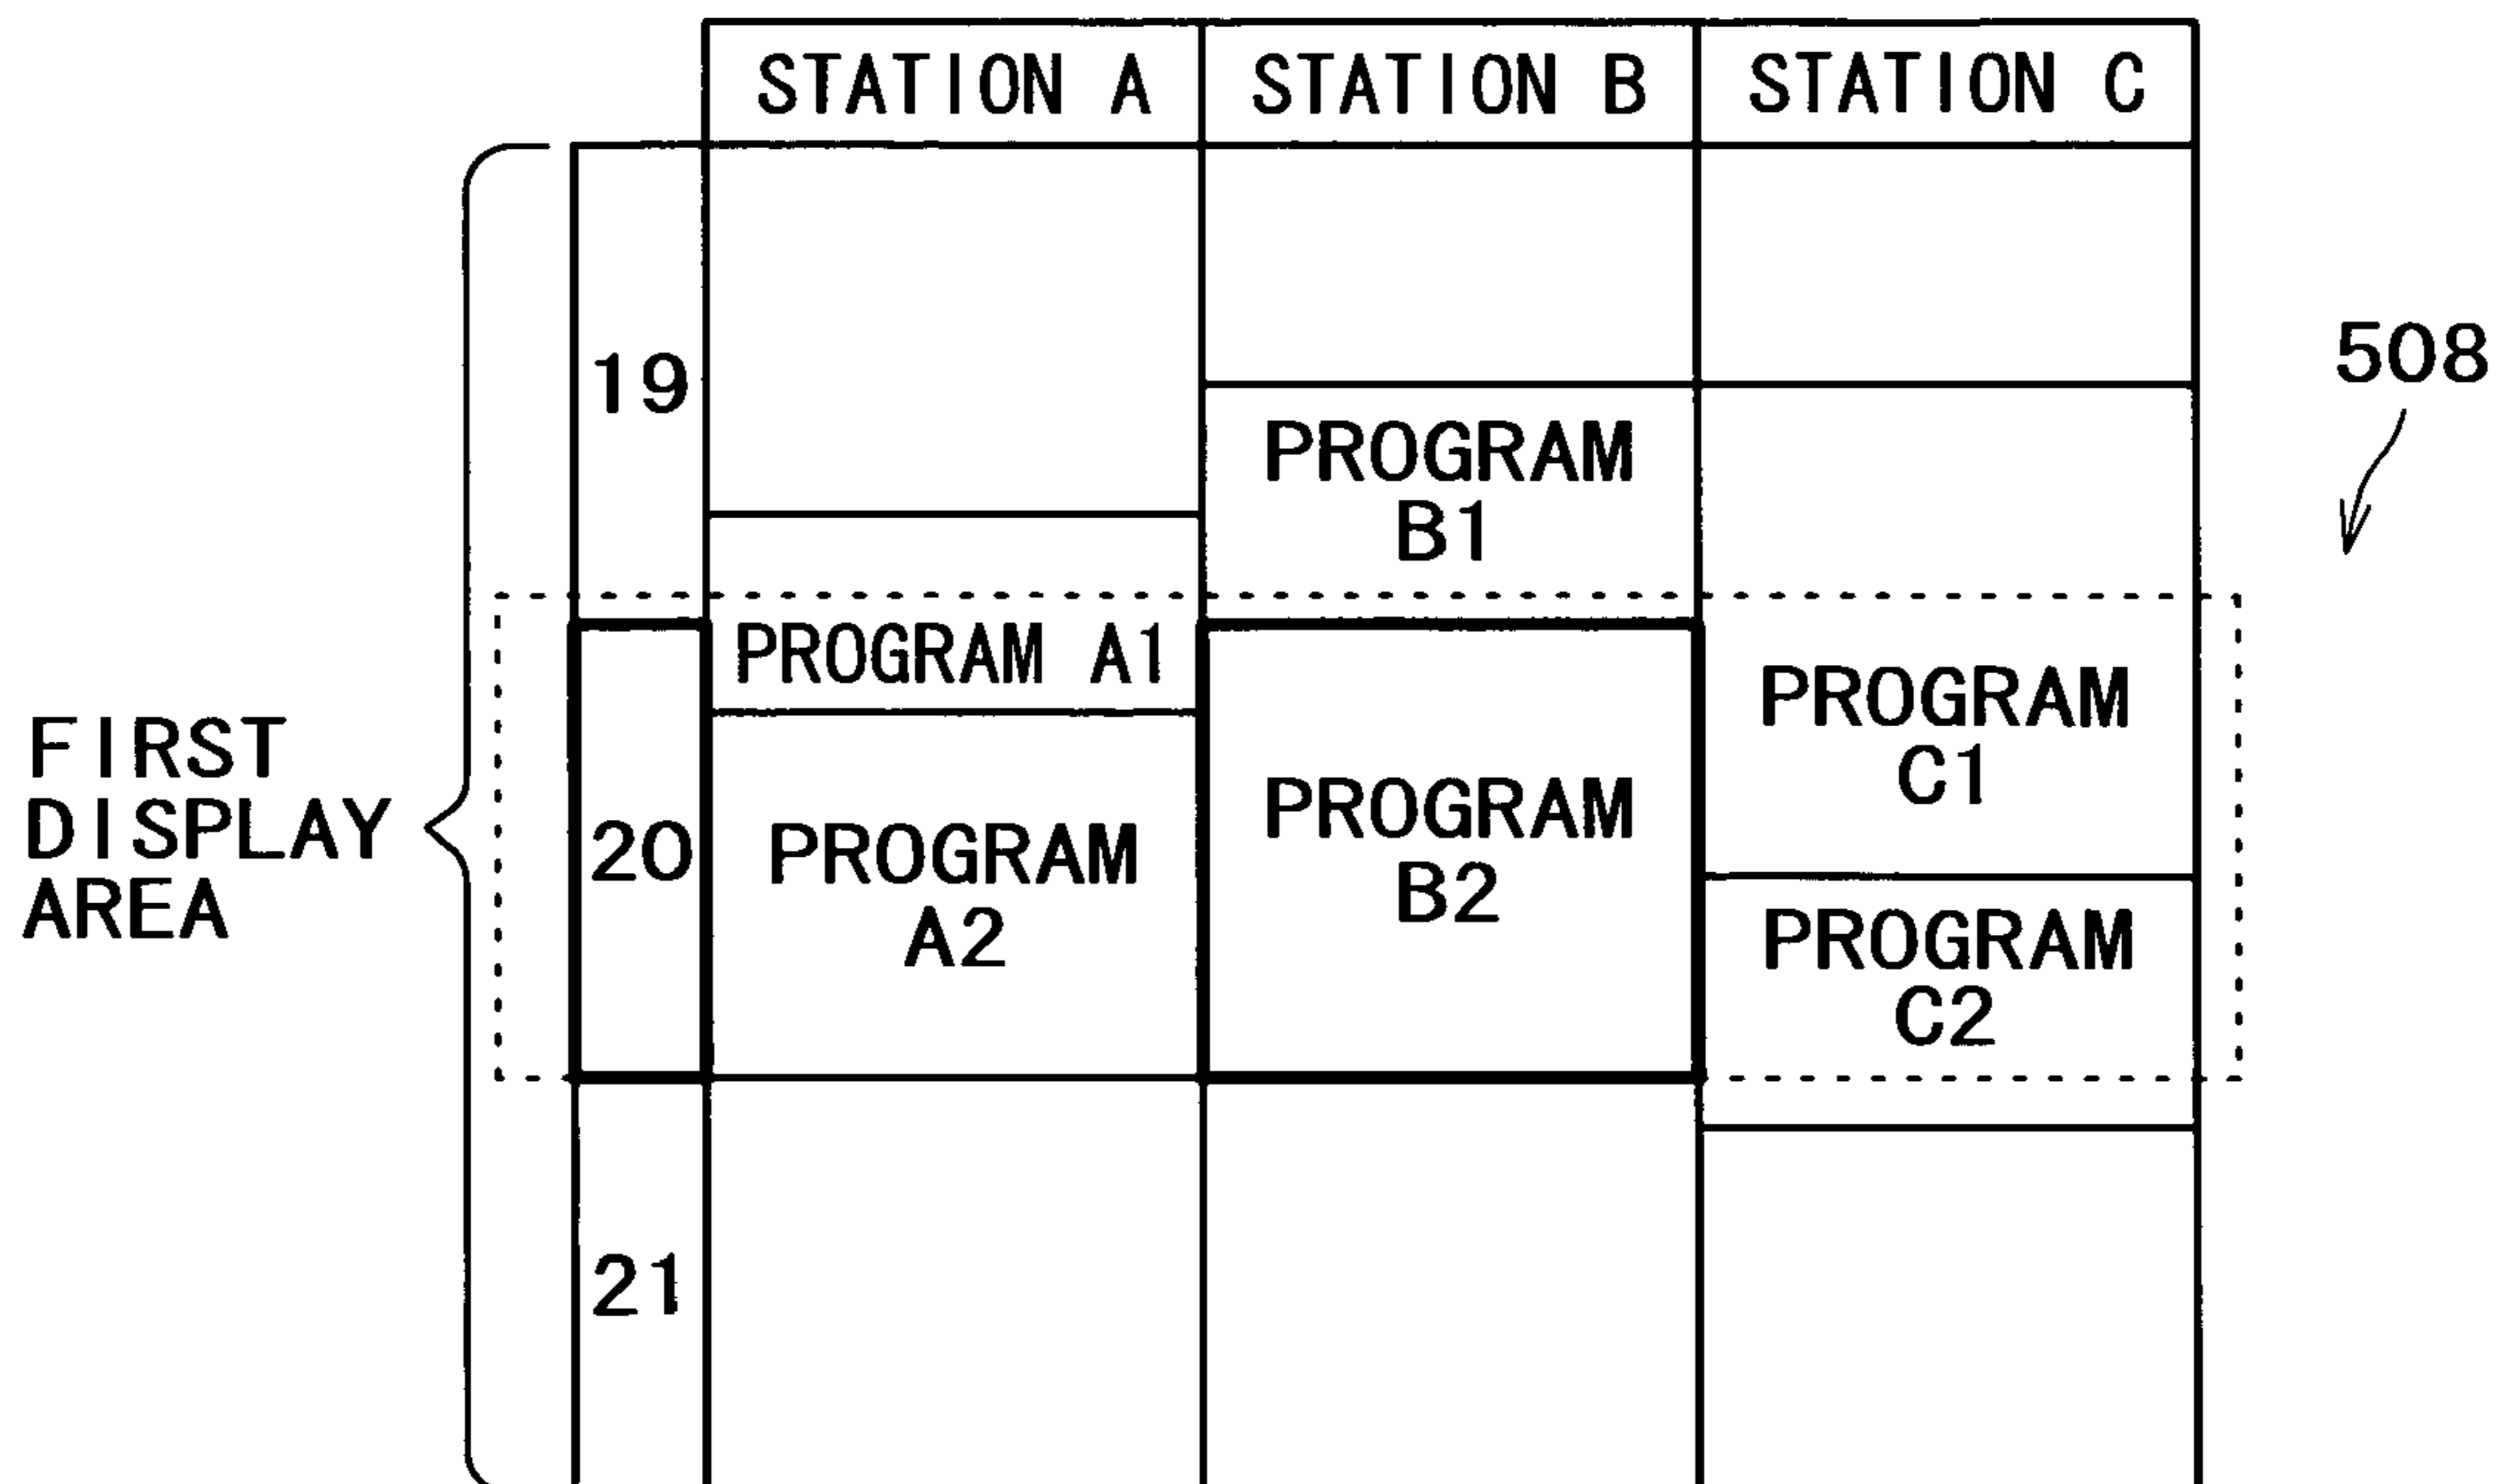 STATION A STATION B STATION C
19
508
PROGRAM
B1
PROGRAM A1
PROGRAM
C1
FIRST
DISPLAY
AREA
20
PROGRAM
A2
PROGRAM
B2
PROGRAM
C2
21